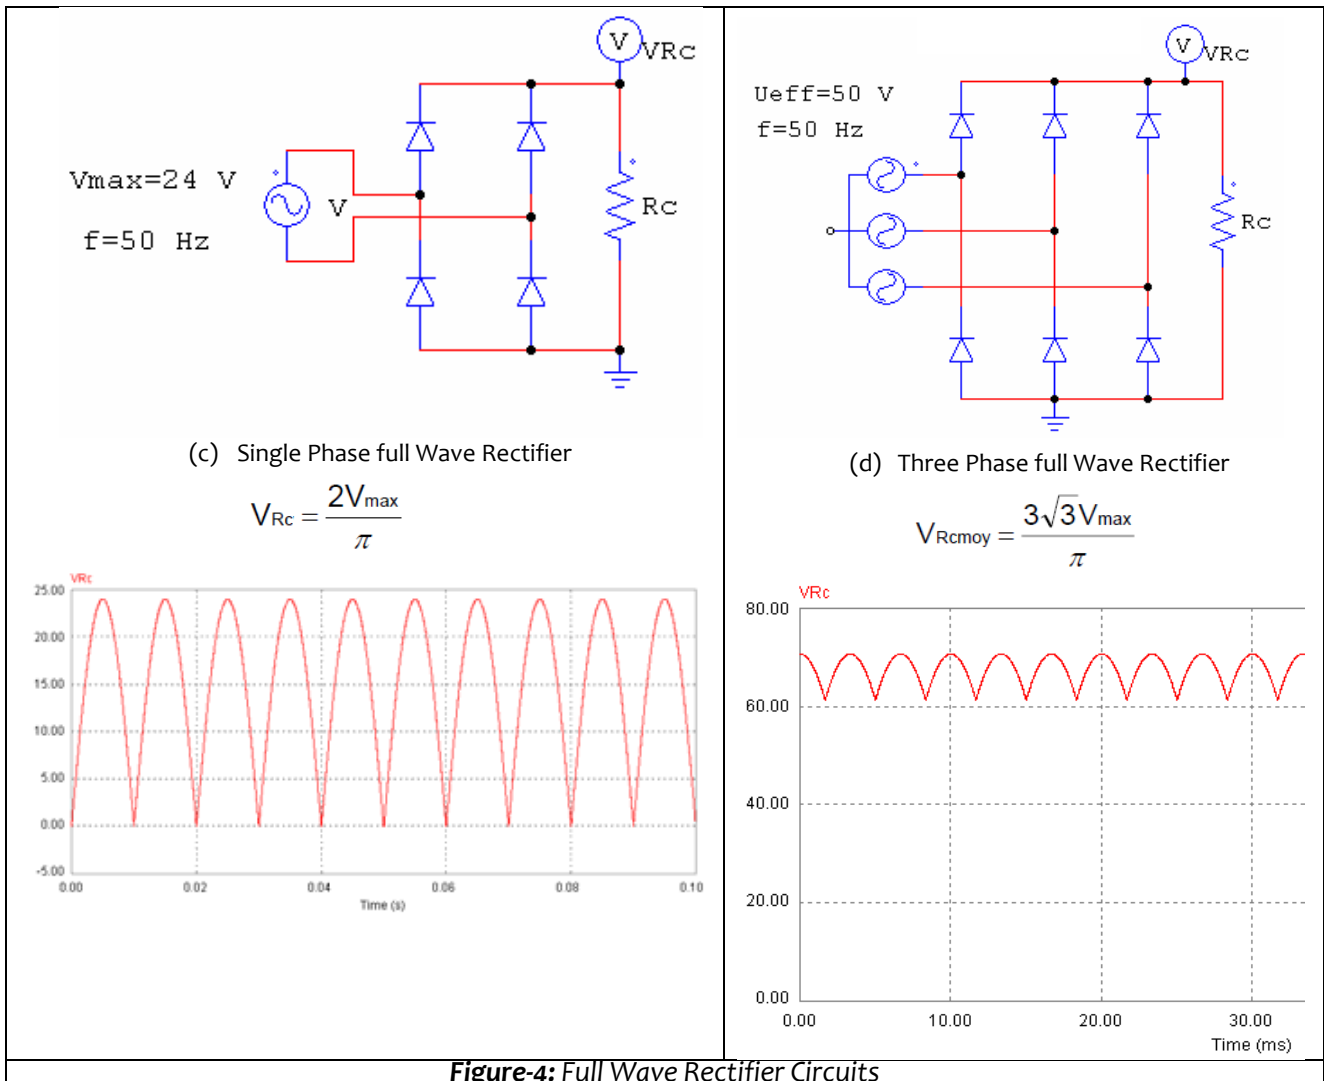 V VRc
Vmax=24 V
V
f=50 Hz
Rc
(c) Single Phase full Wave Rectifier
VRc = 2Vmax / π
VRc
25.00
20.00
15.00
10.00
5.00
0.00
-5.00
0.00 0.02 0.04 0.06 0.08 0.10
Time (s)
V VRc
Ueff=50 V
f=50 Hz
Rc
(d) Three Phase full Wave Rectifier
VRcmoy = 3√3Vmax / π
VRc
80.00
60.00
40.00
20.00
0.00
0.00 10.00 20.00 30.00
Time (ms)
Figure-4: Full Wave Rectifier Circuits